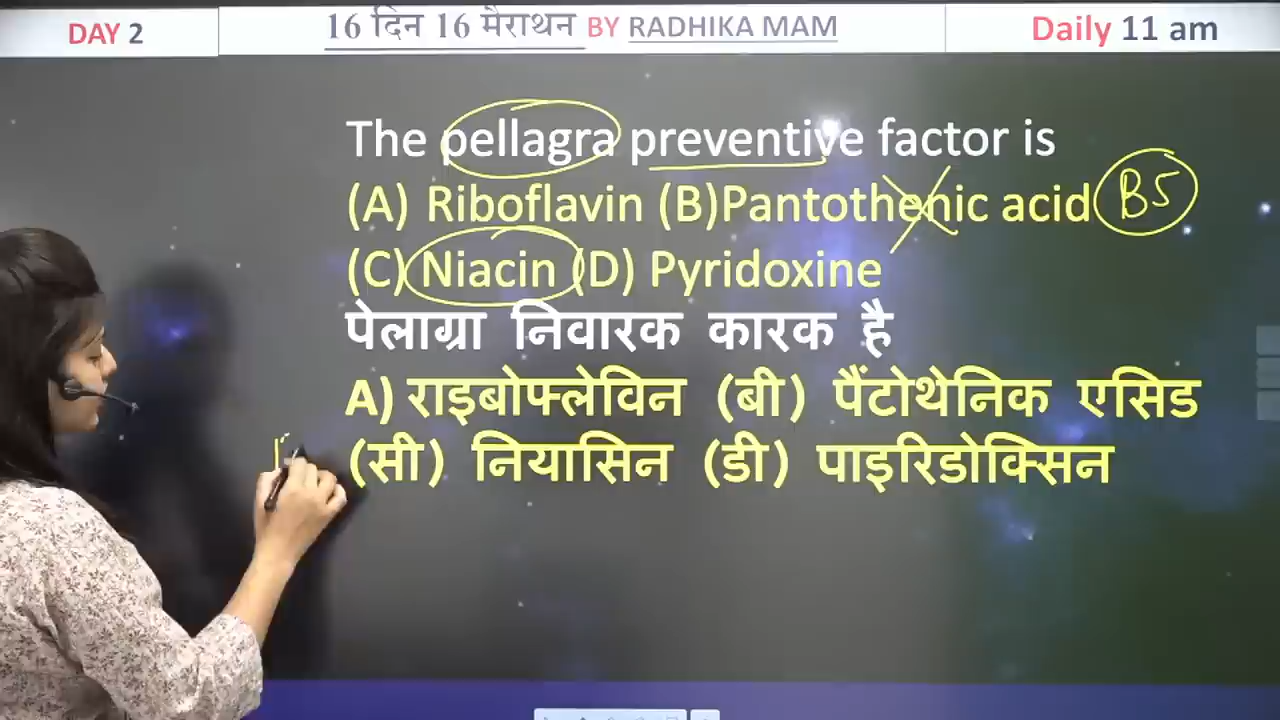 DAY 2
16 दिन 16 मैराथन BY RADHIKA MAM
Daily 11 am
The pellagra preventive factor is
(A) Riboflavin (B)Pantothenic acid B5
(C) Niacin (D) Pyridoxine
पेलाग्रा निवारक कारक है
A) राइबोफ्लेविन (बी) पैंटोथेनिक एसिड
(सी) नियासिन (डी) पाइरिडोक्सिन